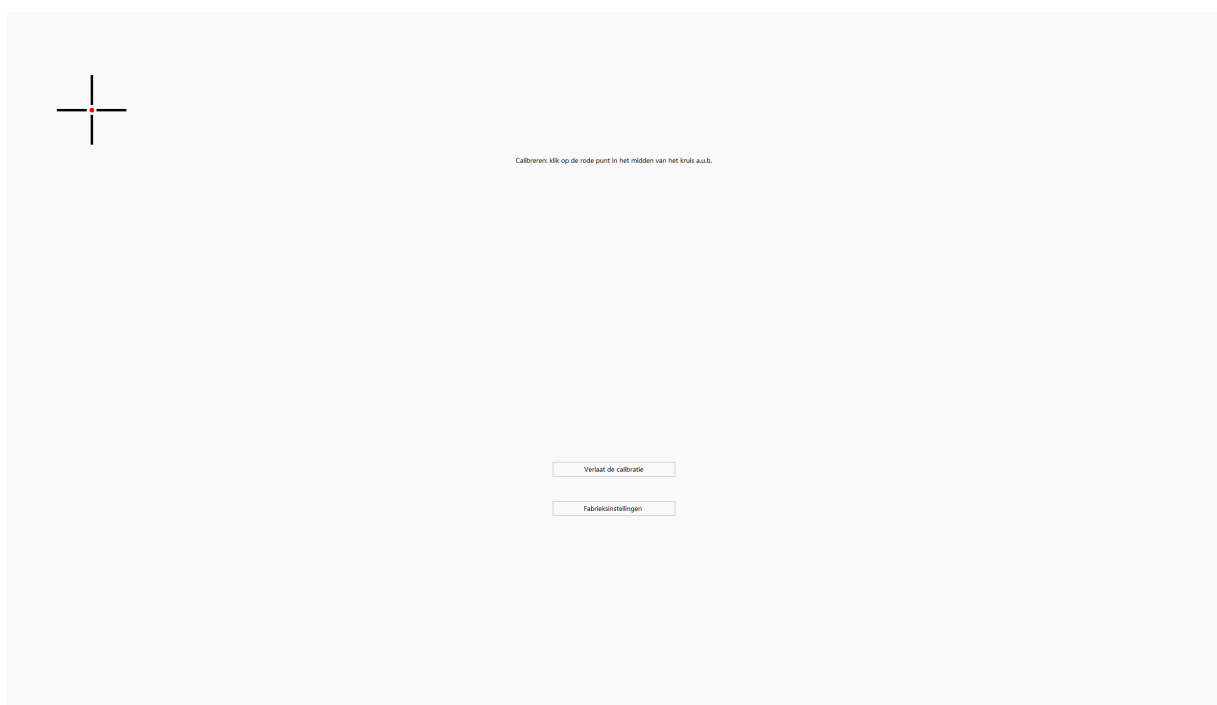 Calibreren: klik op de rode punt in het midden van het kruis a.u.b.
Verlaat de calibratie
Fabrieksinstellingen